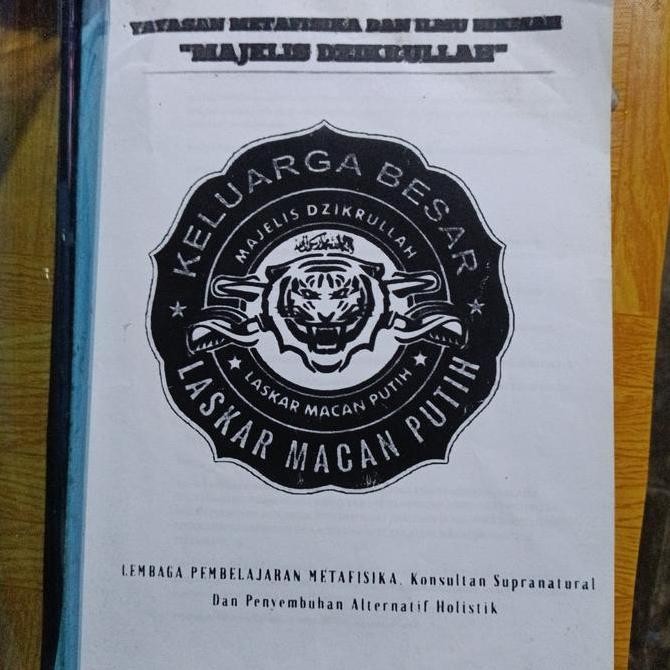 YAYASAN METAFISIKA DAN ILMU HIKMAH
"MAJELIS DZIKRULLAH"
KELUARGA BESAR
MAJELIS DZIKRULLAH
LASKAR MACAN PUTIH
LASKAR MACAN PUTIH
LEMBAGA PEMBELAJARAN METAFISIKA, Konsultan Supranatural
Dan Penyembuhan Alternatif Holistik